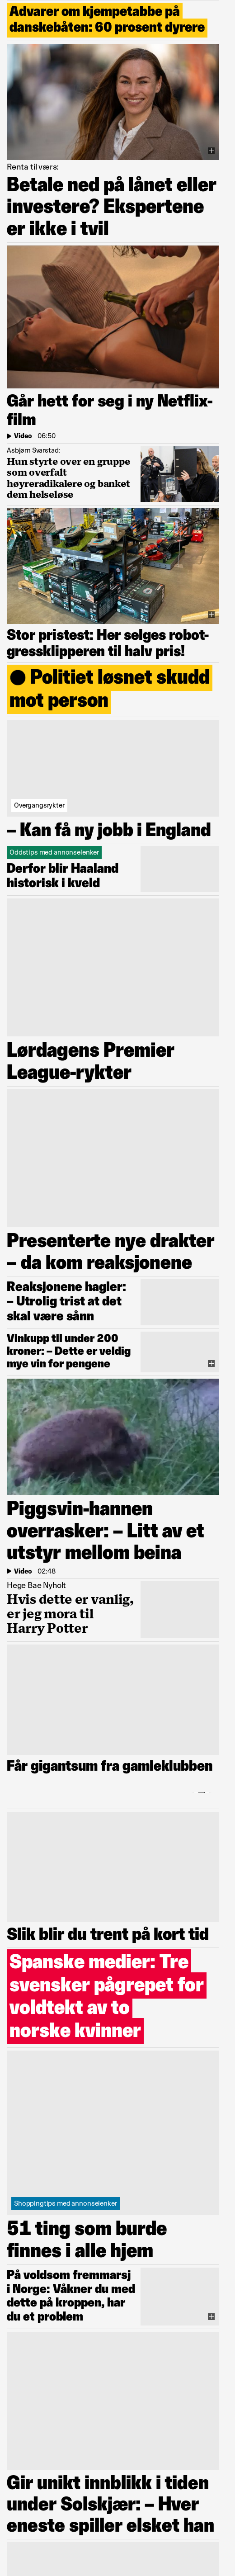 Advarer om kjempetabbe på
danskebåten: 60 prosent dyrere
Renta til værs:
Betale ned på lånet eller
investere? Ekspertene
er ikke i tvil
Går hett for seg i ny Netflix-
film
Video | 06:50
Asbjørn Svarstad:
Hun styrte over en gruppe
som overfalt
høyreradikalere og banket
dem helseløse
Stor pristest: Her selges robot-
gressklipperen til halv pris!
Politiet løsnet skudd
mot person
Overgangsrykter
– Kan få ny jobb i England
Oddstips med annonselenker
Derfor blir Haaland
historisk i kveld
Lørdagens Premier
League-rykter
Presenterte nye drakter
– da kom reaksjonene
Reaksjonene hagler:
– Utrolig trist at det
skal være sånn
Vinkupp til under 200
kroner: – Dette er veldig
mye vin for pengene
Piggsvin-hannen
overrasker: – Litt av et
utstyr mellom beina
Video | 02:48
Hege Bae Nyholt
Hvis dette er vanlig,
er jeg mora til
Harry Potter
Får gigantsum fra gamleklubben
Slik blir du trent på kort tid
Spanske medier: Tre
svensker pågrepet for
voldtekt av to
norske kvinner
Shoppingtips med annonselenker
51 ting som burde
finnes i alle hjem
På voldsom fremmarsj
i Norge: Våkner du med
dette på kroppen, har
du et problem
Gir unikt innblikk i tiden
under Solskjær: – Hver
eneste spiller elsket han